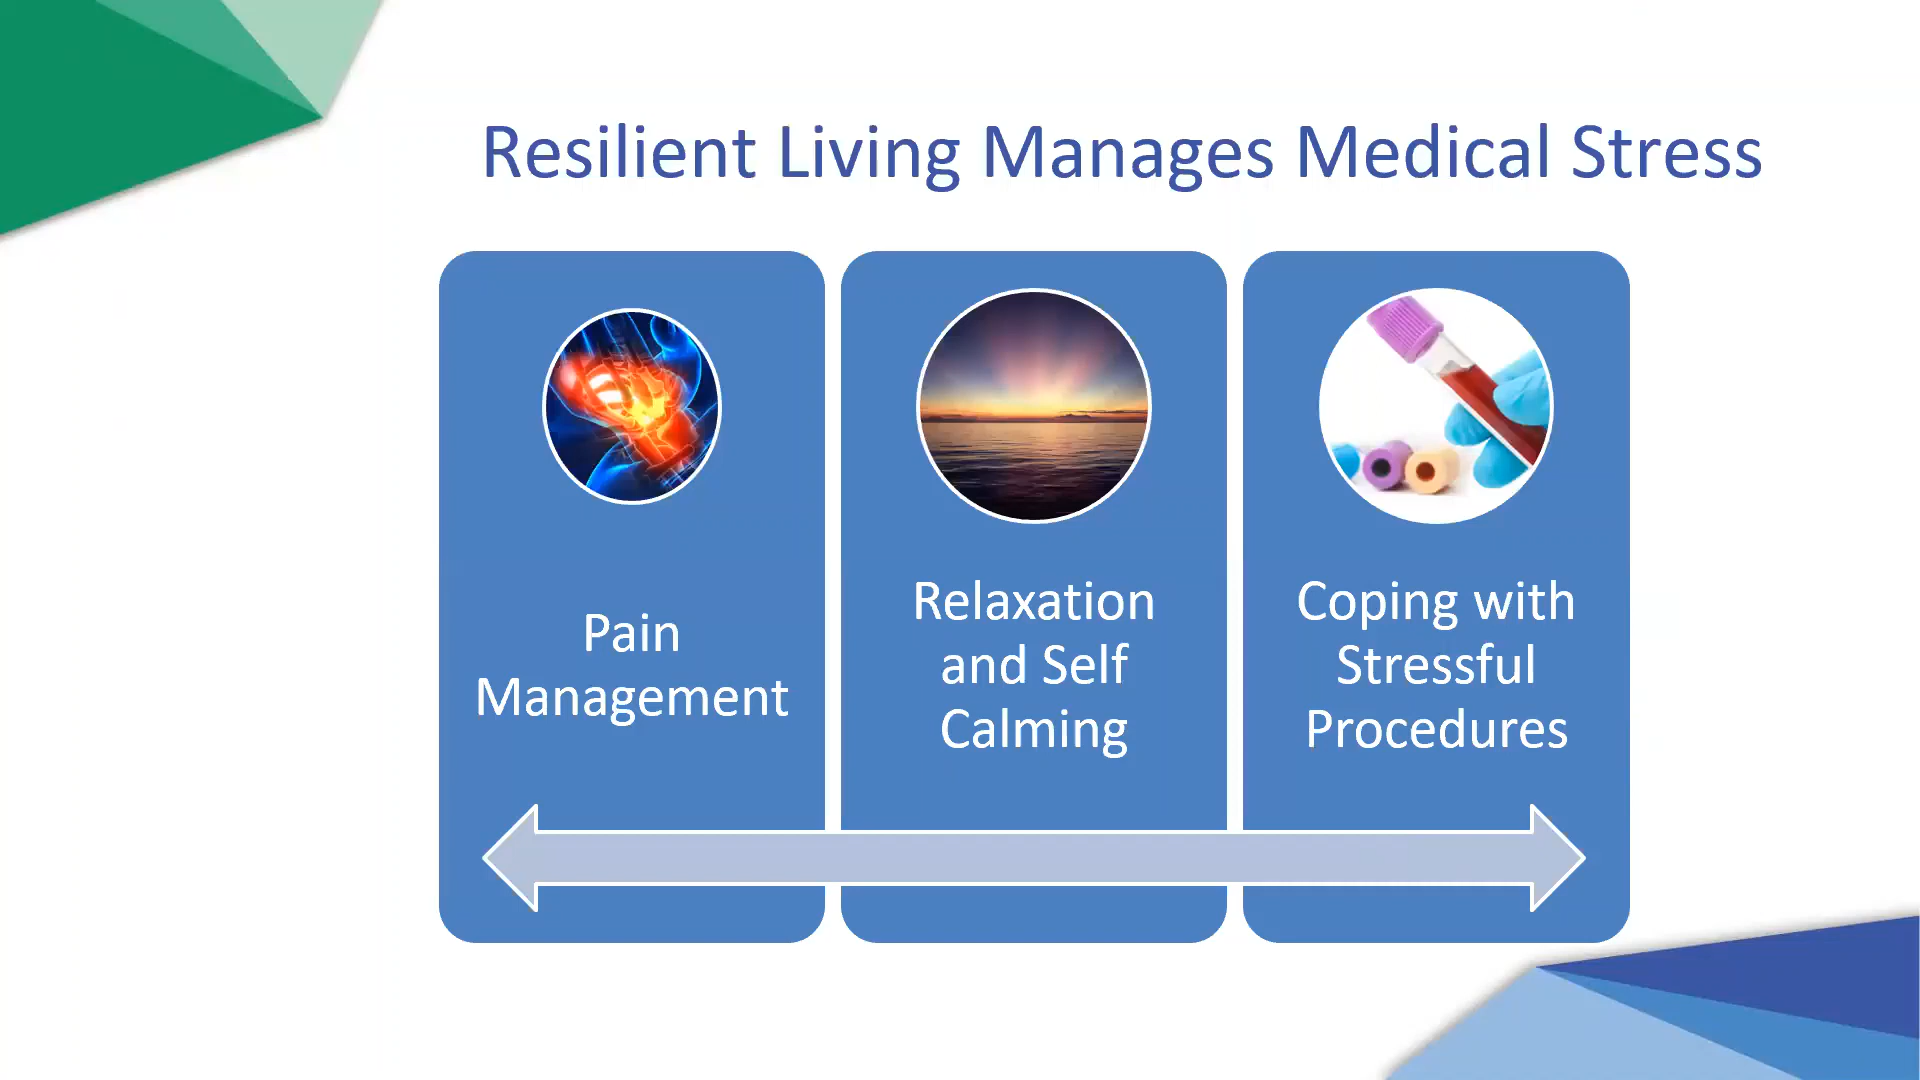 Resilient Living Manages Medical Stress
Pain
Management
Relaxation
and Self
Calming
Coping with
Stressful
Procedures